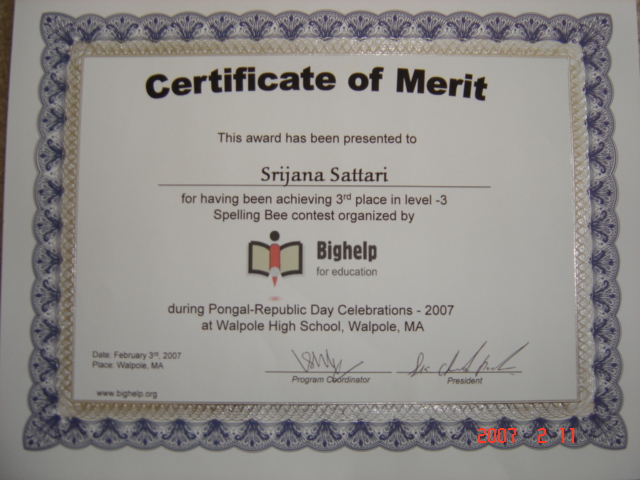 Certificate of Merit
This award has been presented to
Srijana Sattari
for having been achieving 3rd place in level -3
Spelling Bee contest organized by
Bighelp
for education
during Pongal-Republic Day Celebrations - 2007
at Walpole High School, Walpole, MA
Date: February 3rd, 2007
Place: Walpole, MA
Program Coordinator
President
www.bighelp.org
2007 2 11